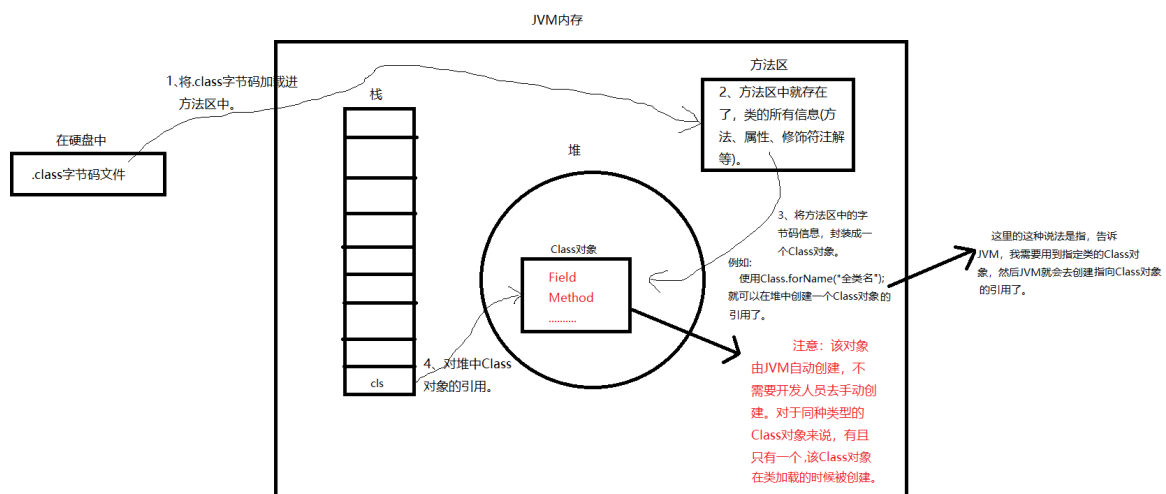 JVM内存
1、将.class字节码加载进
方法区中。
在硬盘中
.class字节码文件
栈
cls
堆
Class对象
Field
Method
..........
4、对堆中Class
对象的引用。
方法区
2、方法区中就存在
了，类的所有信息(方
法、属性、修饰符注解
等)。
3、将方法区中的字
节码信息，封装成一
个Class对象。
例如:
使用Class.forName("全类名");
就可以在堆中创建一个Class对象的
引用了。
注意：该对象
由JVM自动创建，不
需要开发人员去手动创
建。对于同种类型的
Class对象来说，有且
只有一个,该Class对象
在类加载的时候被创建。
这里的这种说法是指，告诉
JVM，我需要用到指定类的Class对
象，然后JVM就会去创建指向Class对象
的引用了。